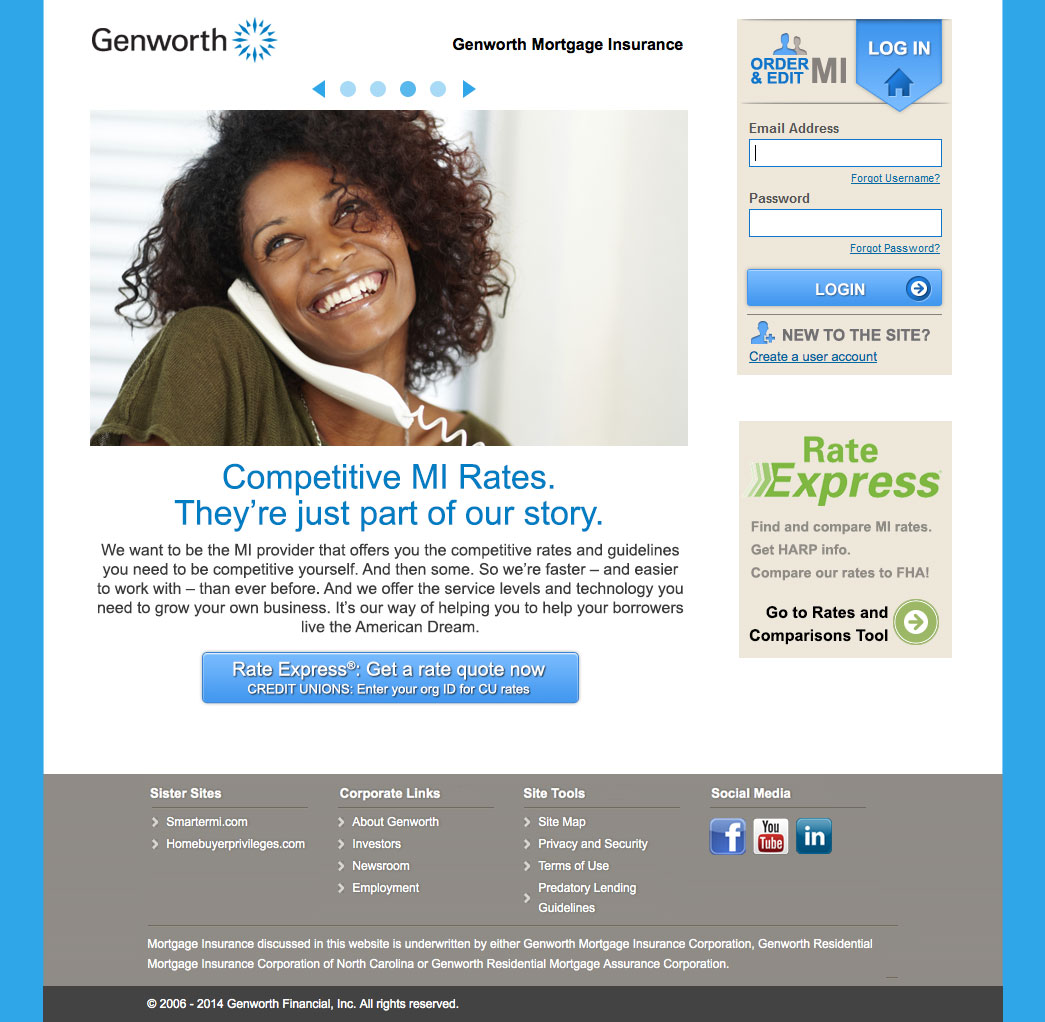 Genworth
Genworth Mortgage Insurance
ORDER
& EDIT MI
LOG IN
Email Address
Forgot Username?
Password
Forgot Password?
LOGIN
NEW TO THE SITE?
Create a user account
Competitive MI Rates.
They’re just part of our story.
We want to be the MI provider that offers you the competitive rates and guidelines
you need to be competitive yourself. And then some. So we’re faster – and easier
to work with – than ever before. And we offer the service levels and technology you
need to grow your own business. It’s our way of helping you to help your borrowers
live the American Dream.
Rate Express®: Get a rate quote now
CREDIT UNIONS: Enter your org ID for CU rates
Rate
Express
Find and compare MI rates.
Get HARP info.
Compare our rates to FHA!
Go to Rates and
Comparisons Tool
Sister Sites
Smartermi.com
Homebuyerprivileges.com
Corporate Links
About Genworth
Investors
Newsroom
Employment
Site Tools
Site Map
Privacy and Security
Terms of Use
Predatory Lending
Guidelines
Social Media
f
You
Tube
in
Mortgage Insurance discussed in this website is underwritten by either Genworth Mortgage Insurance Corporation, Genworth Residential
Mortgage Insurance Corporation of North Carolina or Genworth Residential Mortgage Assurance Corporation.
© 2006 - 2014 Genworth Financial, Inc. All rights reserved.